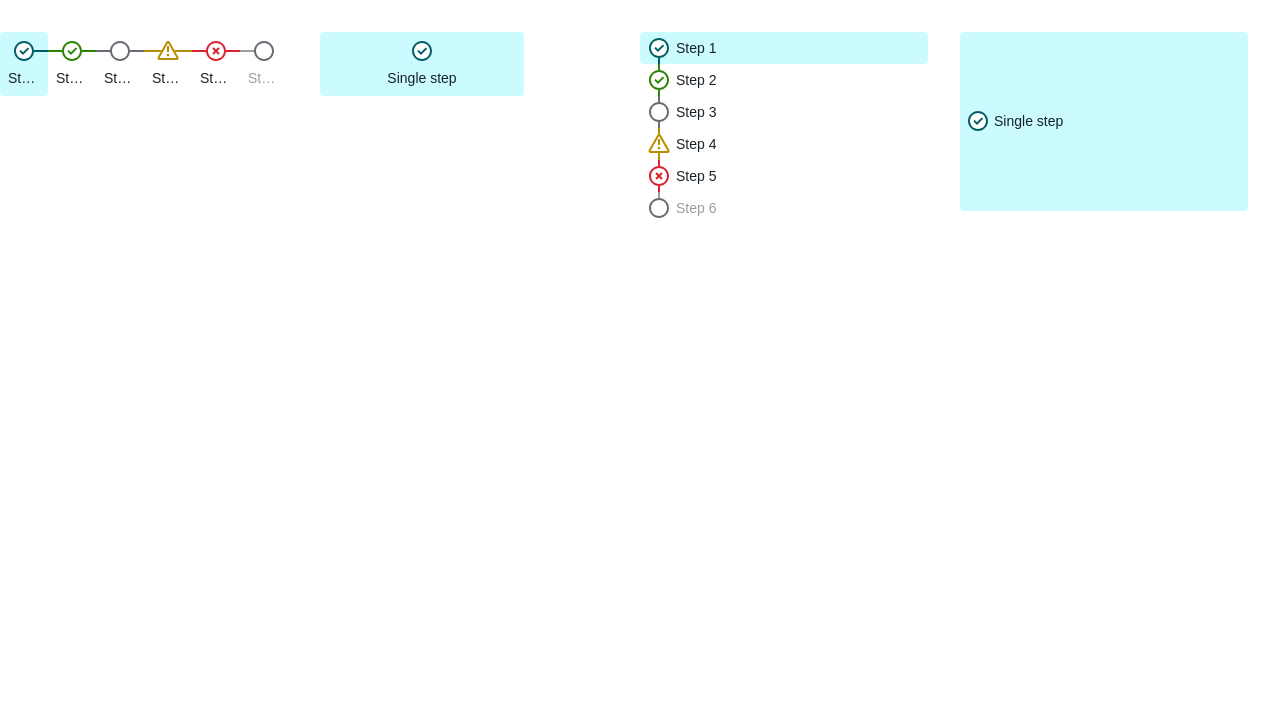 St…
St…
St…
St…
St…
St…
Single step
Step 1
Step 2
Step 3
Step 4
Step 5
Step 6
Single step